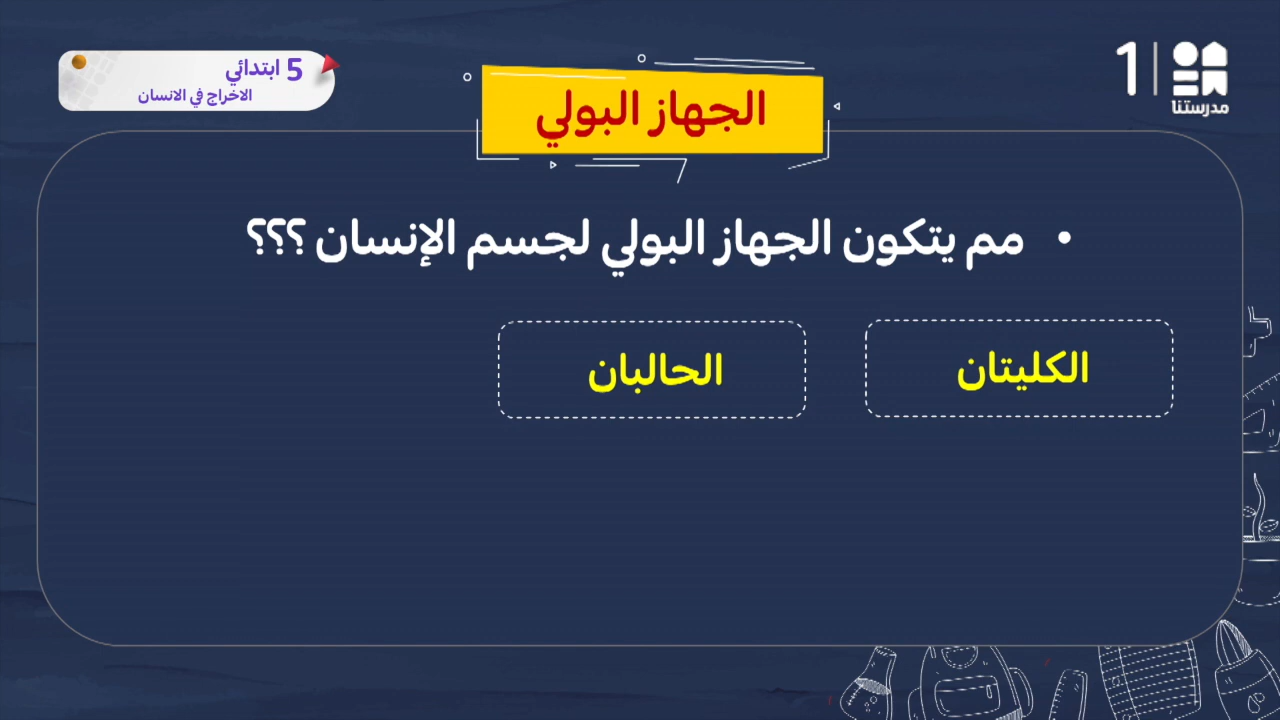 1
مدرستنا
5 ابتدائي
الاخراج في الانسان
الجهاز البولي
• مم يتكون الجهاز البولي لجسم الإنسان ؟؟؟
الكليتان
الحالبان